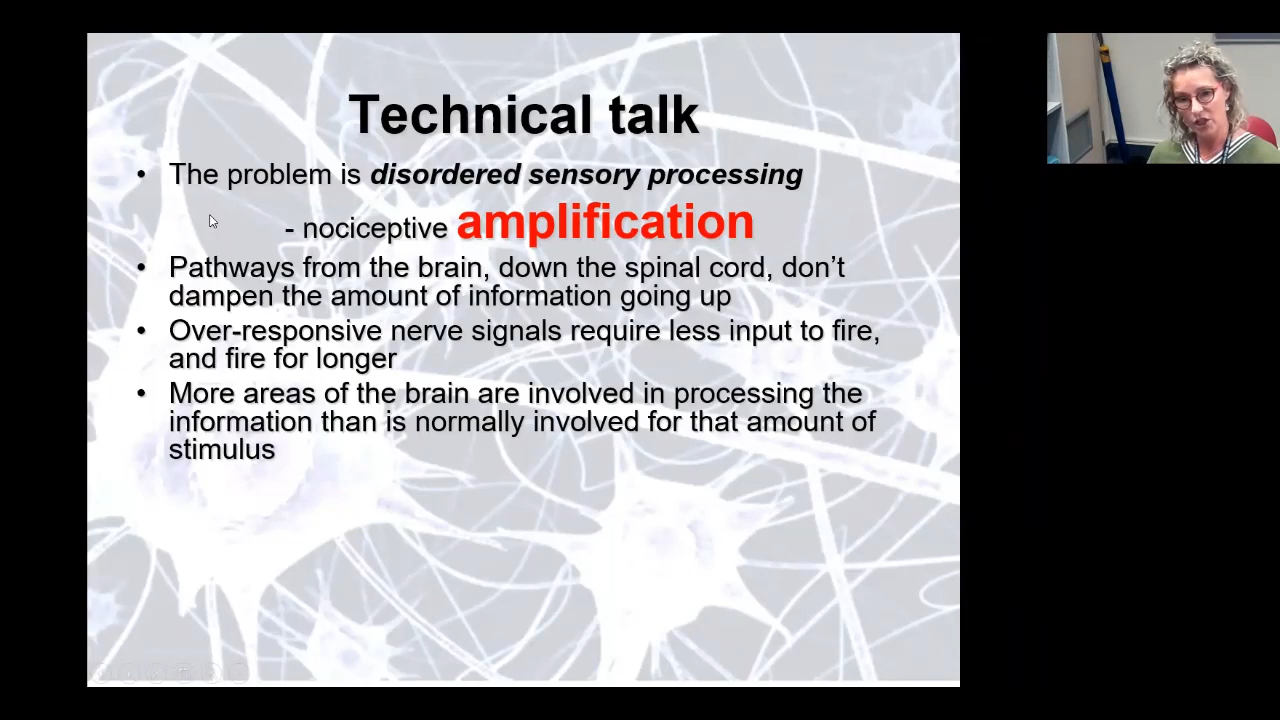 Technical talk
• The problem is disordered sensory processing
- nociceptive amplification
• Pathways from the brain, down the spinal cord, don’t
dampen the amount of information going up
• Over-responsive nerve signals require less input to fire,
and fire for longer
• More areas of the brain are involved in processing the
information than is normally involved for that amount of
stimulus